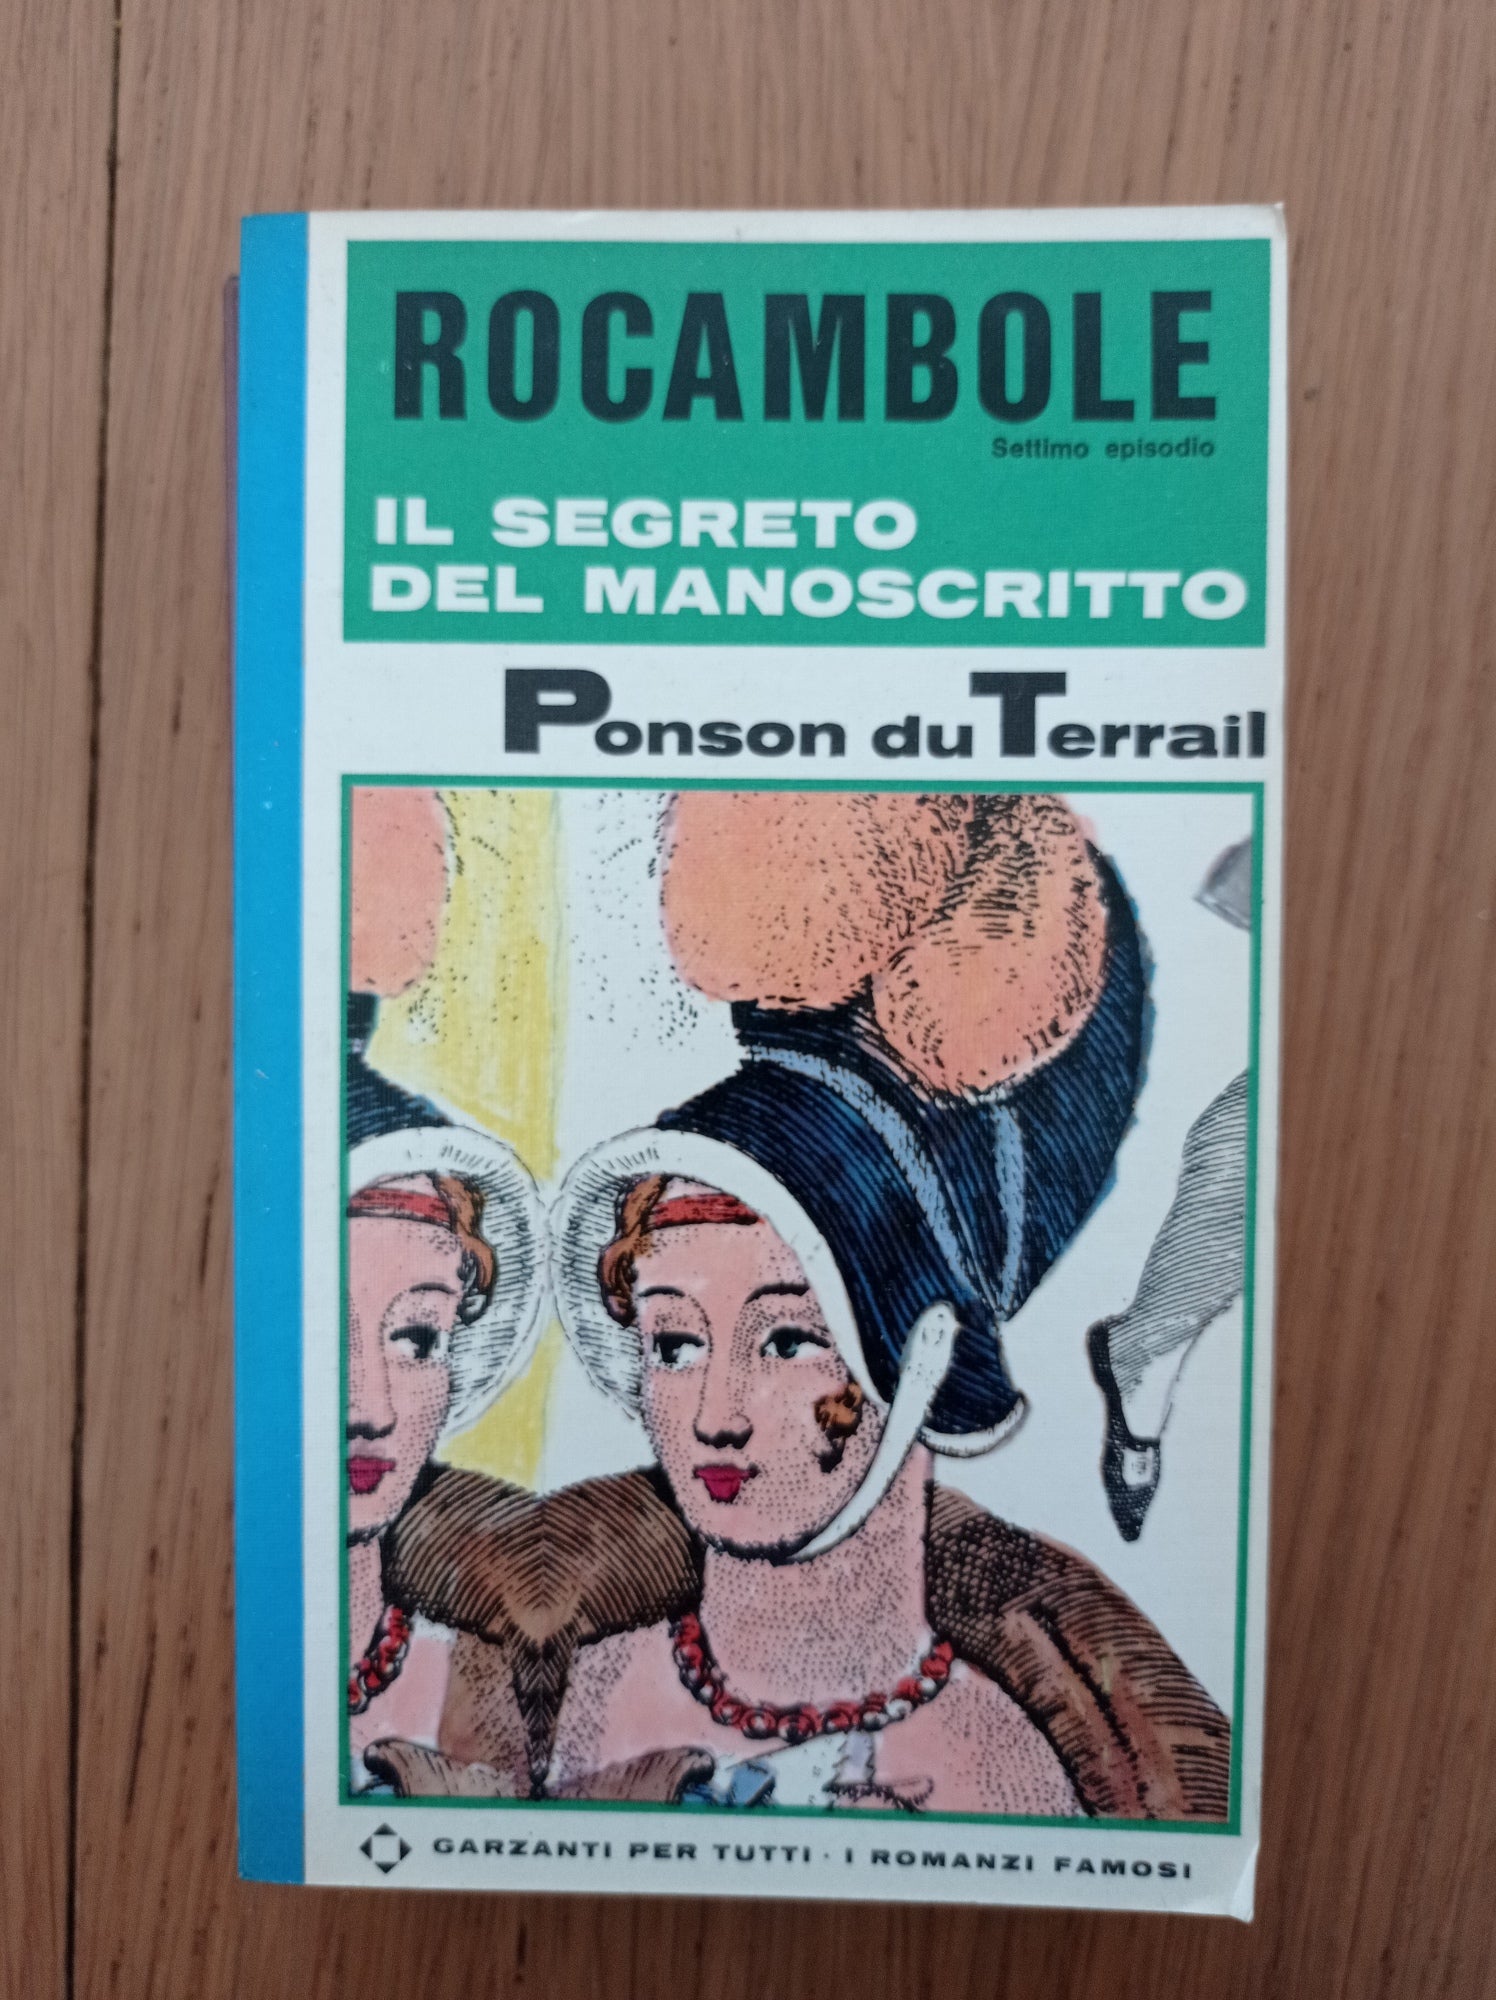 ROCAMBOLE
Settimo episodio
IL SEGRETO
DEL MANOSCRITTO
Ponson du Terrail
GARZANTI PER TUTTI · I ROMANZI FAMOSI